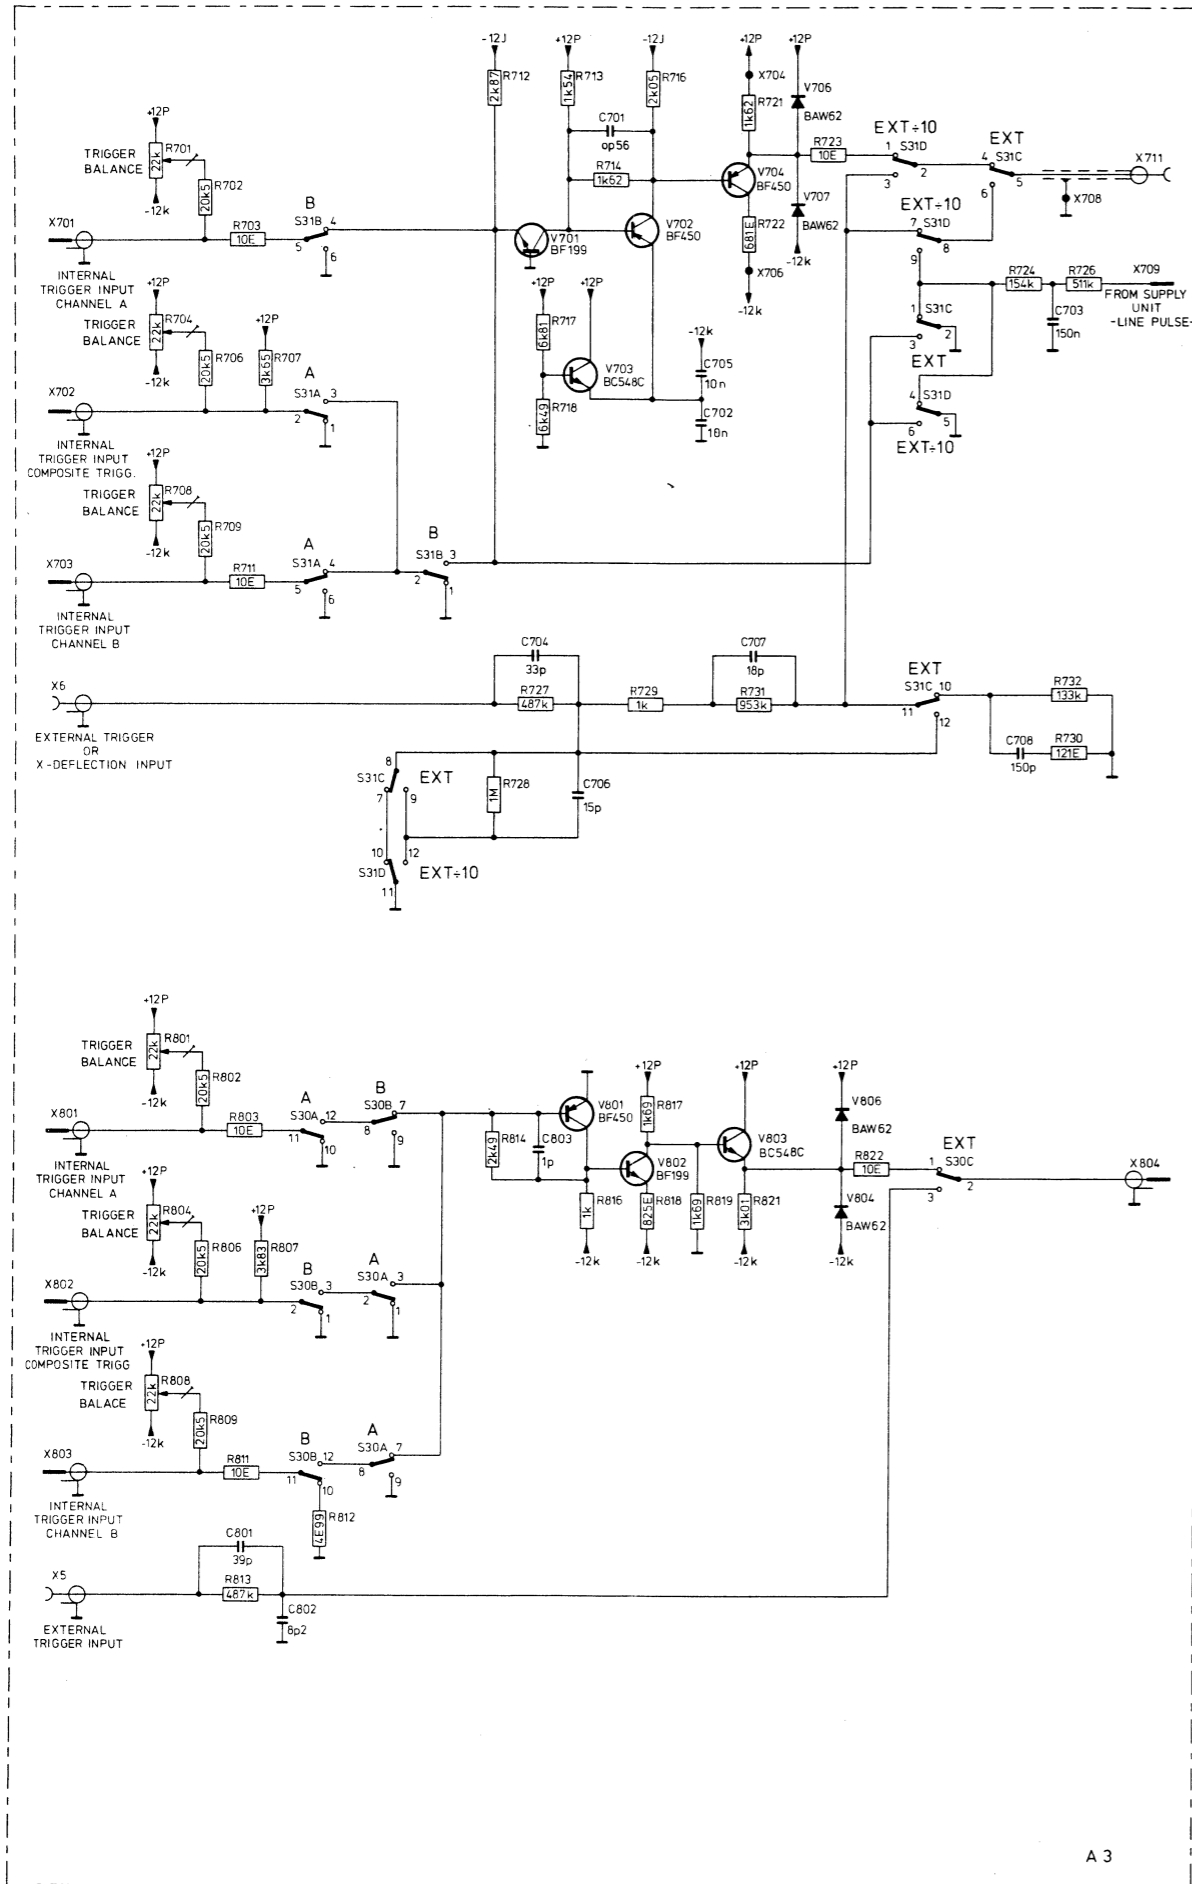 -12J
+12P
-12J
+12P
+12P
R712
2k87
R713
1k54
R716
2k05
X704
R721
1k62
V706
BAW62
C701
op56
R714
1k62
R723
10E
EXT÷10
1 S31D
2
3
EXT
4 S31C
5
6
X711
X708
+12P
TRIGGER
BALANCE
R701
22k
-12k
R702
20k5
X701
R703
10E
B
S31B 4
5
6
INTERNAL
TRIGGER INPUT
CHANNEL A
V701
BF199
V702
BF450
V704
BF450
R722
681E
X706
-12k
V707
BAW62
-12k
EXT÷10
7 S31D
8
9
R724
154k
R726
511k
X709
FROM SUPPLY
UNIT
-LINE PULSE-
C703
150n
1 S31C
2
3
EXT
4 S31D
5
6
EXT÷10
+12P
TRIGGER
BALANCE
R704
22k
-12k
R706
20k5
+12P
R707
3k65
A
S31A 3
2
1
X702
INTERNAL
TRIGGER INPUT
COMPOSITE TRIGG.
+12P
+12P
R717
6k81
R718
6k49
V703
BC548C
-12k
C705
10n
C702
18n
+12P
TRIGGER
BALANCE
R708
22k
-12k
R709
20k5
X703
R711
10E
A
S31A 4
5
6
B
S31B 3
2
1
INTERNAL
TRIGGER INPUT
CHANNEL B
X6
EXTERNAL TRIGGER
OR
X-DEFLECTION INPUT
C704
33p
R727
487k
R729
1k
C707
18p
R731
953k
EXT
S31C 10
11
12
R732
133k
C708
150p
R730
121E
8
S31C
EXT
7
9
R728
1M
C706
15p
10
12
S31D
EXT÷10
11
+12P
TRIGGER
BALANCE
R801
22k
-12k
R802
20k5
X801
R803
10E
A
S30A 12
11
10
B
S30B 7
8
9
INTERNAL
TRIGGER INPUT
CHANNEL A
R814
2k49
C803
1p
V801
BF450
R816
1k
-12k
+12P
R817
1k69
V802
BF199
R818
825E
-12k
R819
1k69
+12P
V803
BC548C
R821
3k01
-12k
+12P
V806
BAW62
R822
10E
V804
BAW62
-12k
EXT
S30C
1
2
3
X804
+12P
TRIGGER
BALANCE
R804
22k
-12k
R806
20k5
+12P
R807
3k83
X802
B
S30B 3
2
1
A
S30A 3
2
1
INTERNAL
TRIGGER INPUT
COMPOSITE TRIGG
+12P
TRIGGER
BALACE
R808
22k
-12k
R809
20k5
X803
R811
10E
B
S30B 12
11
10
R812
4E99
A
S30A 7
8
9
INTERNAL
TRIGGER INPUT
CHANNEL B
X5
EXTERNAL
TRIGGER INPUT
C801
39p
R813
487k
C802
8p2
A 3